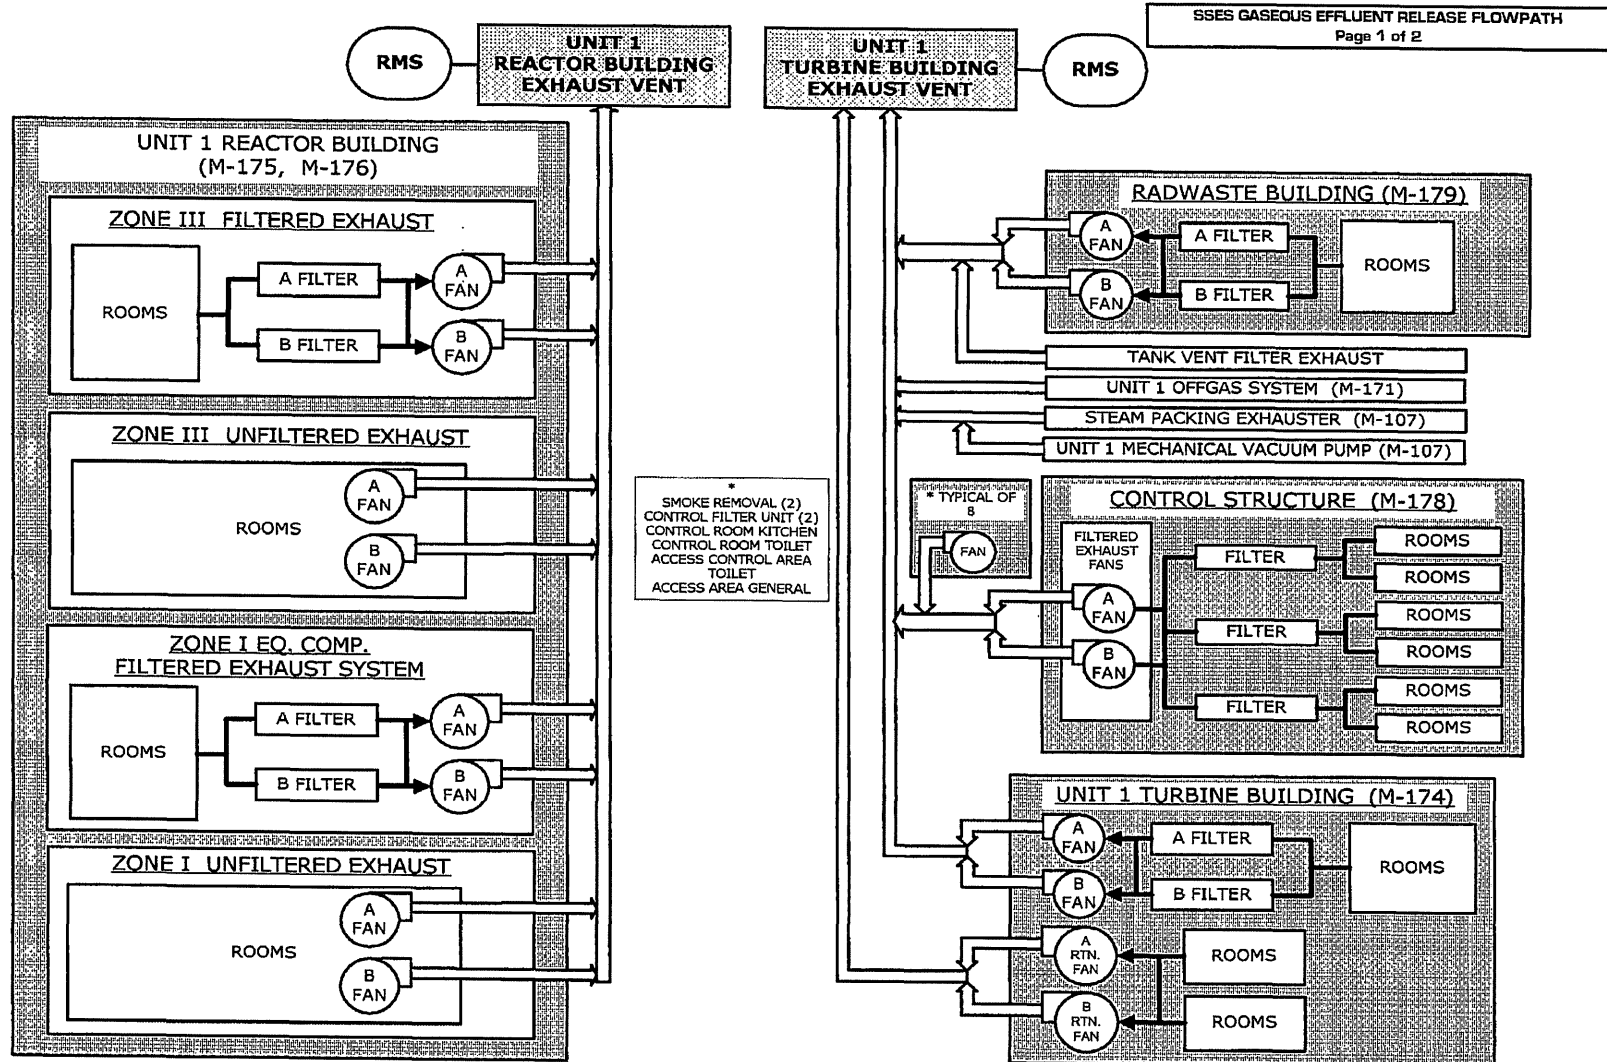 SSES GASEOUS EFFLUENT RELEASE FLOWPATH
Page 1 of 2
RMS
UNIT 1
REACTOR BUILDING
EXHAUST VENT
UNIT 1
TURBINE BUILDING
EXHAUST VENT
RMS
UNIT 1 REACTOR BUILDING
(M-175, M-176)
ZONE III FILTERED EXHAUST
ROOMS
A FILTER
B FILTER
A
FAN
B
FAN
ZONE III UNFILTERED EXHAUST
ROOMS
A
FAN
B
FAN
ZONE I EQ. COMP.
FILTERED EXHAUST SYSTEM
ROOMS
A FILTER
B FILTER
A
FAN
B
FAN
ZONE I UNFILTERED EXHAUST
ROOMS
A
FAN
B
FAN
*
SMOKE REMOVAL (2)
CONTROL FILTER UNIT (2)
CONTROL ROOM KITCHEN
CONTROL ROOM TOILET
ACCESS CONTROL AREA
TOILET
ACCESS AREA GENERAL
RADWASTE BUILDING (M-179)
A
FAN
B
FAN
A FILTER
B FILTER
ROOMS
TANK VENT FILTER EXHAUST
UNIT 1 OFFGAS SYSTEM (M-171)
STEAM PACKING EXHAUSTER (M-107)
UNIT 1 MECHANICAL VACUUM PUMP (M-107)
* TYPICAL OF
8
FAN
CONTROL STRUCTURE (M-178)
FILTERED
EXHAUST
FANS
A
FAN
B
FAN
FILTER
FILTER
FILTER
ROOMS
ROOMS
ROOMS
ROOMS
ROOMS
ROOMS
UNIT 1 TURBINE BUILDING (M-174)
A
FAN
B
FAN
A FILTER
B FILTER
ROOMS
A
RTN.
FAN
B
RTN.
FAN
ROOMS
ROOMS